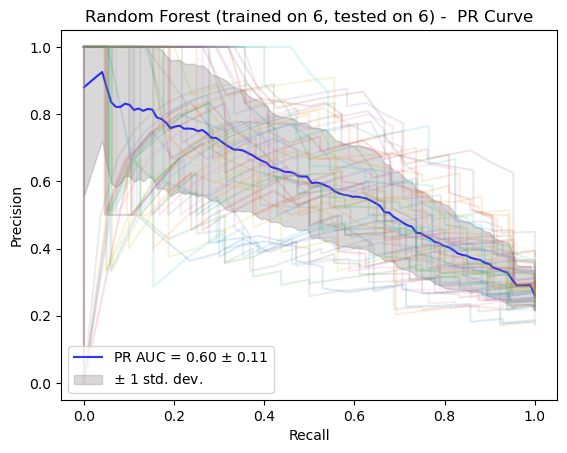 Random Forest (trained on 6, tested on 6) -  PR Curve
1.0
0.8
0.6
0.4
0.2
0.0
Precision
PR AUC = 0.60 ± 0.11
± 1 std. dev.
0.0 0.2 0.4 0.6 0.8 1.0
Recall